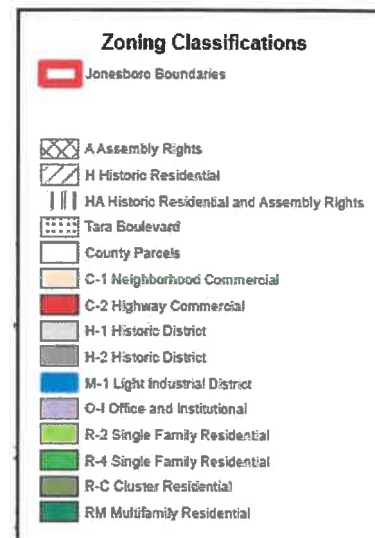 Zoning Classifications
Jonesboro Boundaries
A Assembly Rights
H Historic Residential
HA Historic Residential and Assembly Rights
Tara Boulevard
County Parcels
C-1 Neighborhood Commercial
C-2 Highway Commercial
H-1 Historic District
H-2 Historic District
M-1 Light Industrial District
O-I Office and Institutional
R-2 Single Family Residential
R-4 Single Family Residential
R-C Cluster Residential
RM Multifamily Residential